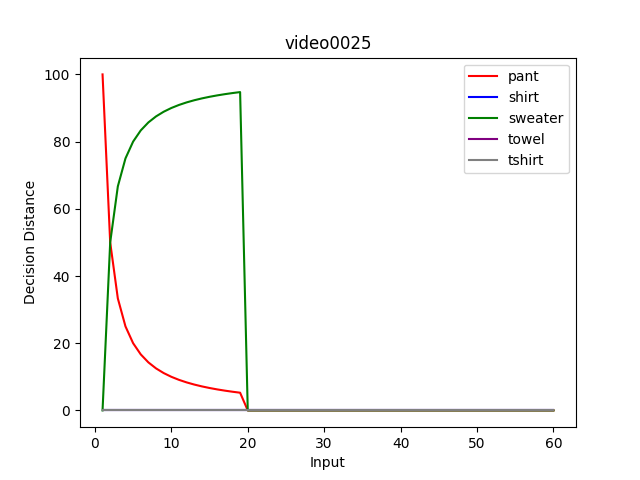 video0025
100
80
60
40
20
0
Decision Distance
0 10 20 30 40 50 60
Input
pant
shirt
sweater
towel
tshirt